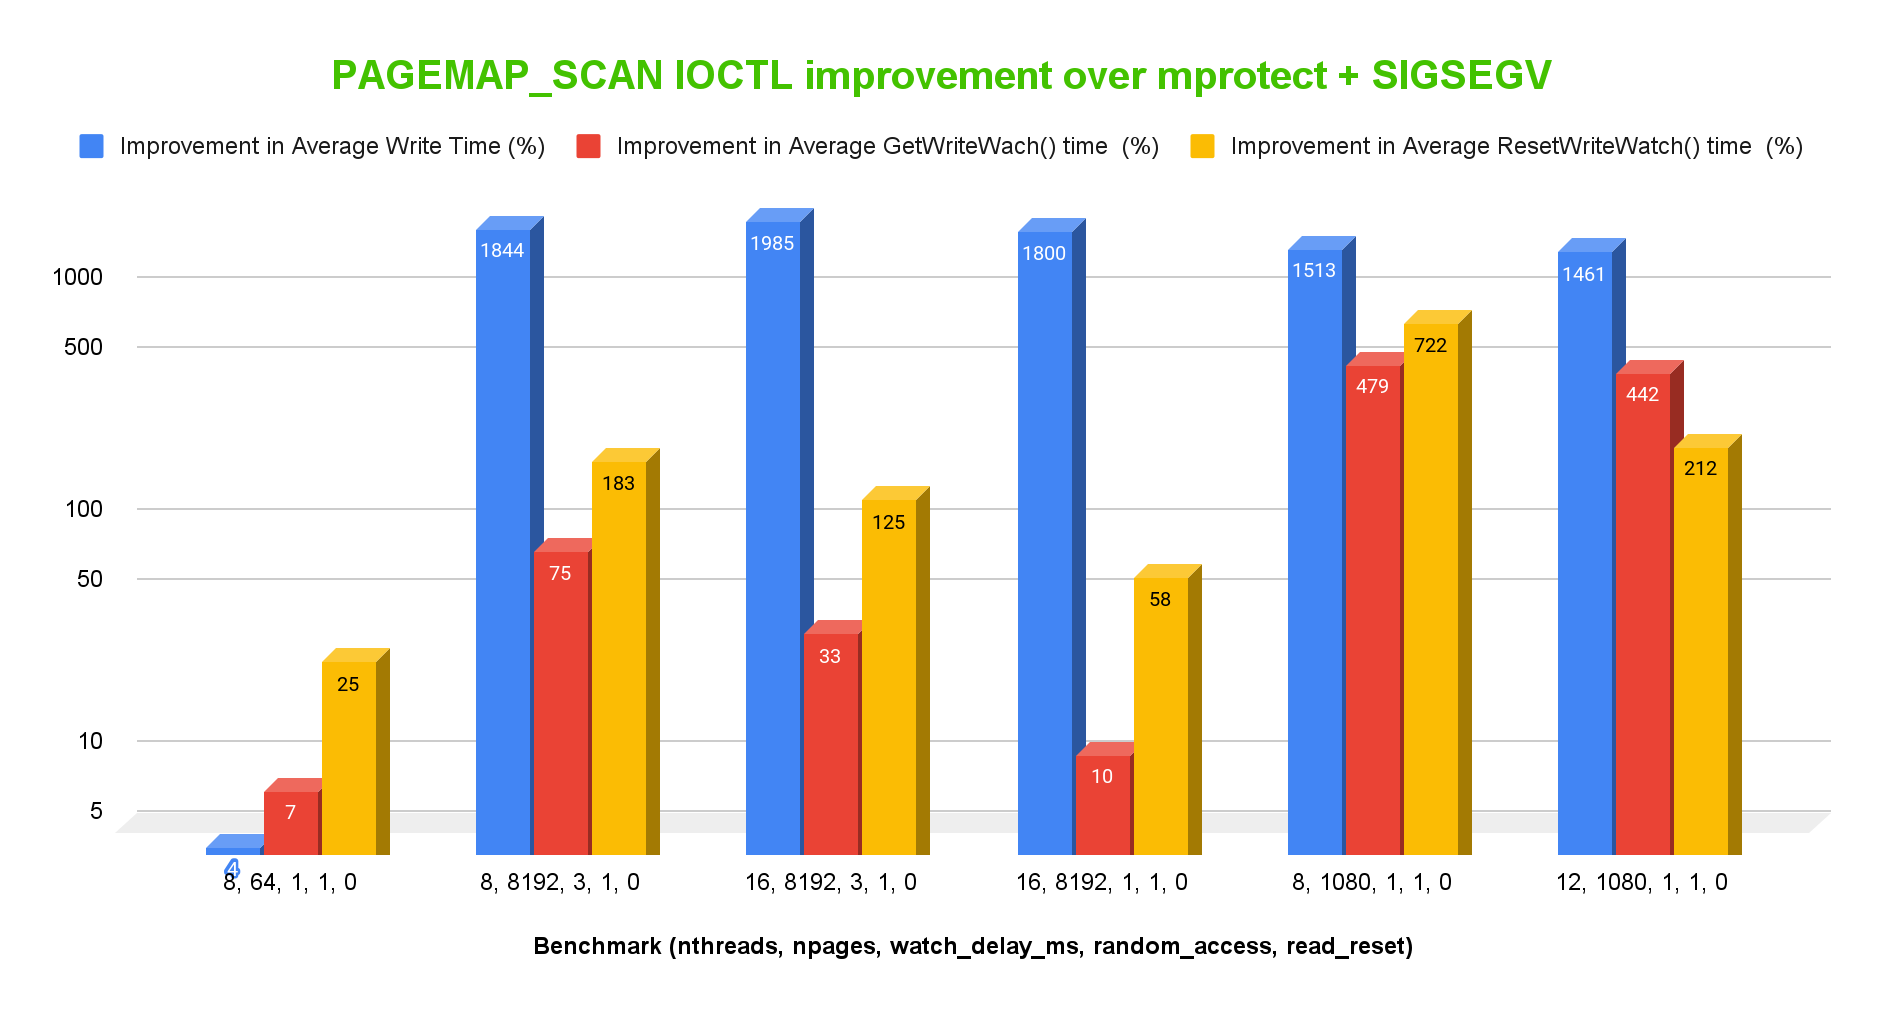 PAGEMAP_SCAN IOCTL improvement over mprotect + SIGSEGV
Improvement in Average Write Time (%)
Improvement in Average GetWriteWach() time (%)
Improvement in Average ResetWriteWatch() time (%)
1000
500
100
50
10
5
4
7
25
1844
75
183
1985
33
125
1800
10
58
1513
479
722
1461
442
212
8, 64, 1, 1, 0
8, 8192, 3, 1, 0
16, 8192, 3, 1, 0
16, 8192, 1, 1, 0
8, 1080, 1, 1, 0
12, 1080, 1, 1, 0
Benchmark (nthreads, npages, watch_delay_ms, random_access, read_reset)